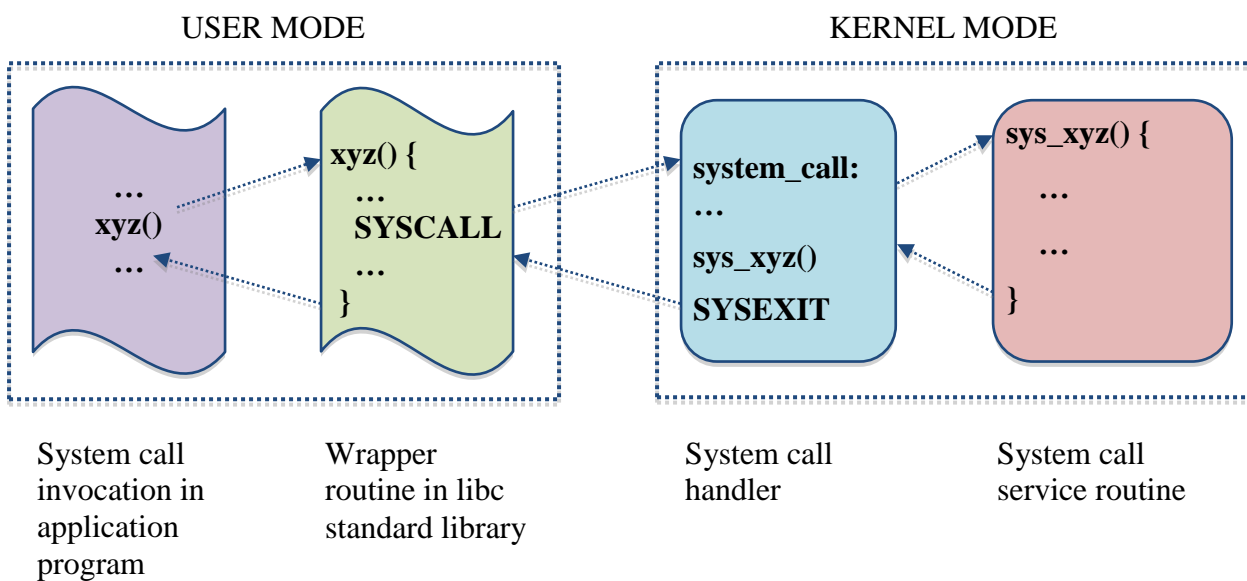 USER MODE
KERNEL MODE
...
xyz()
...
xyz() {
...
SYSCALL
...
}
system_call:
...
sys_xyz()
SYSEXIT
sys_xyz() {
...
...
}
System call
invocation in
application
program
Wrapper
routine in libc
standard library
System call
handler
System call
service routine